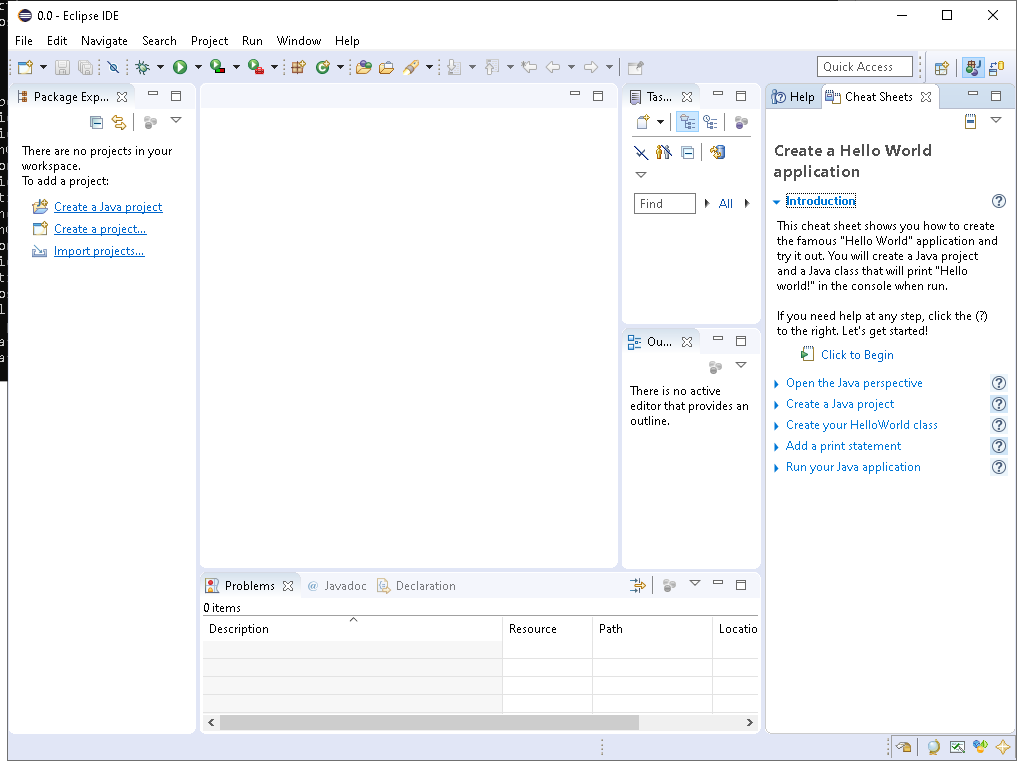 0.0 - Eclipse IDE
File Edit Navigate Search Project Run Window Help
Quick Access
Package Exp...
There are no projects in your
workspace.
To add a project:
Create a Java project
Create a project...
Import projects...
Tas...
Find
All
Ou...
There is no active
editor that provides an
outline.
Help
Cheat Sheets
Create a Hello World
application
Introduction
This cheat sheet shows you how to create
the famous "Hello World" application and
try it out. You will create a Java project
and a Java class that will print "Hello
world!" in the console when run.
If you need help at any step, click the (?)
to the right. Let's get started!
Click to Begin
Open the Java perspective
Create a Java project
Create your HelloWorld class
Add a print statement
Run your Java application
Problems
@ Javadoc
Declaration
0 items
Description Resource Path Locatio